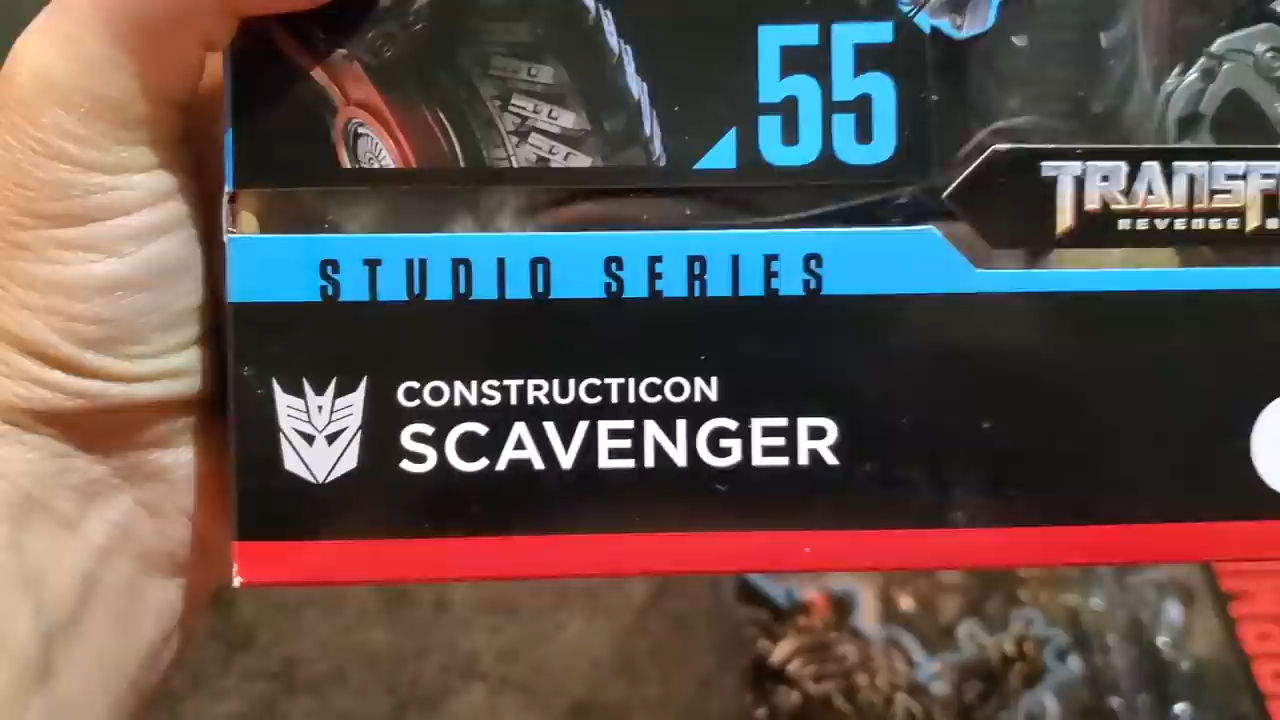 55
TRANSF
REVENGE
STUDIO SERIES
CONSTRUCTICON
SCAVENGER